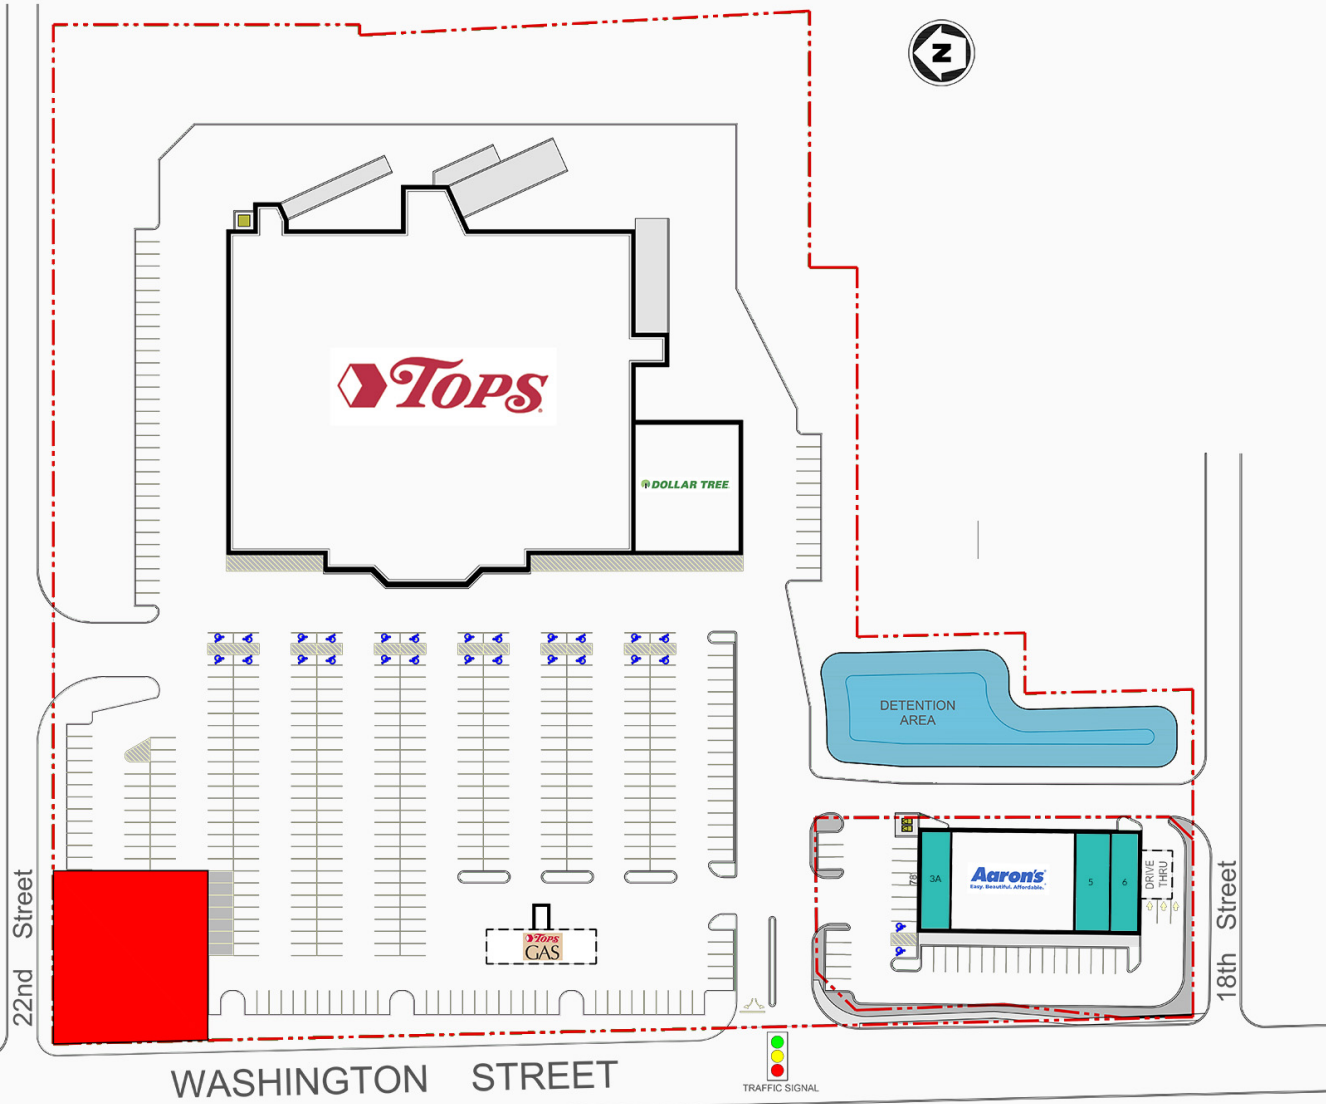 N
TOPS
DOLLAR TREE
DETENTION
AREA
3A
Aaron's
Easy. Beautiful. Affordable.
5
6
DRIVE
THRU
TOPS
GAS
22nd Street
18th Street
WASHINGTON STREET
TRAFFIC SIGNAL